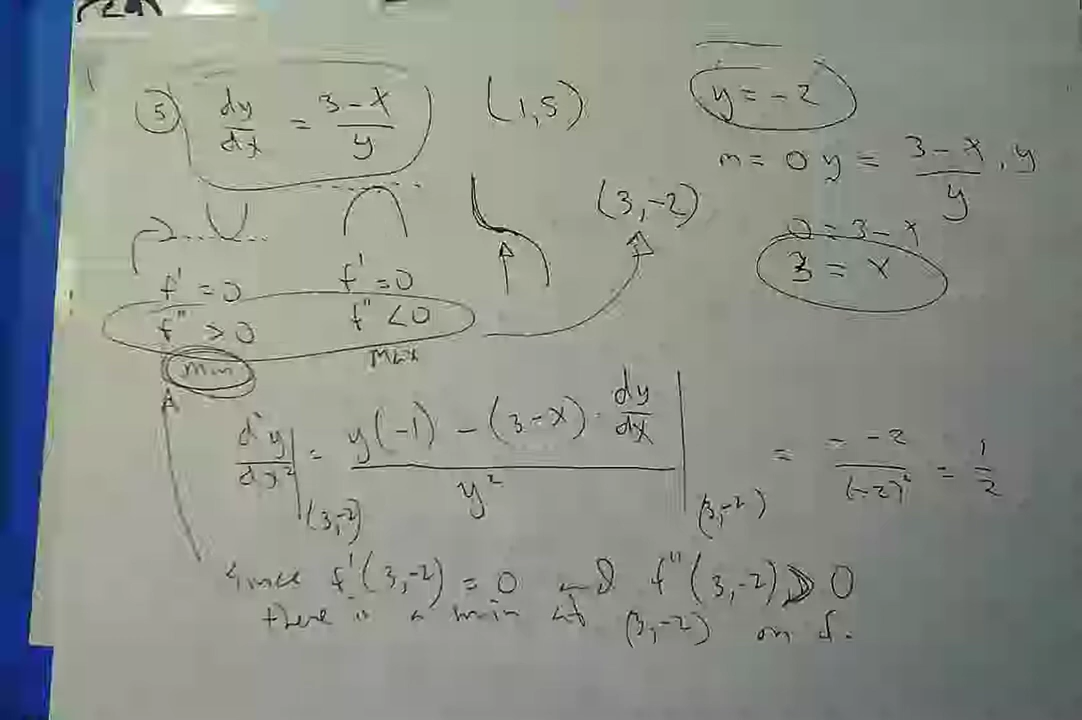 ⑤ dy/dx = (3-x)/y (1,5) y = -2
m = 0 y = (3-x)/y . y
(3,-2)
0 = 3-x
3 = x
f' = 0 f' = 0
f'' > 0 f'' < 0
min max
d²y/dx² |(3,-2) = (y(-1) - (3-x) · dy/dx)/y² |(3,-2) = (- -2)/(-2)² = 1/2
since f'(3,-2) = 0 and f''(3,-2) > 0
there is a min at (3,-2) on f.